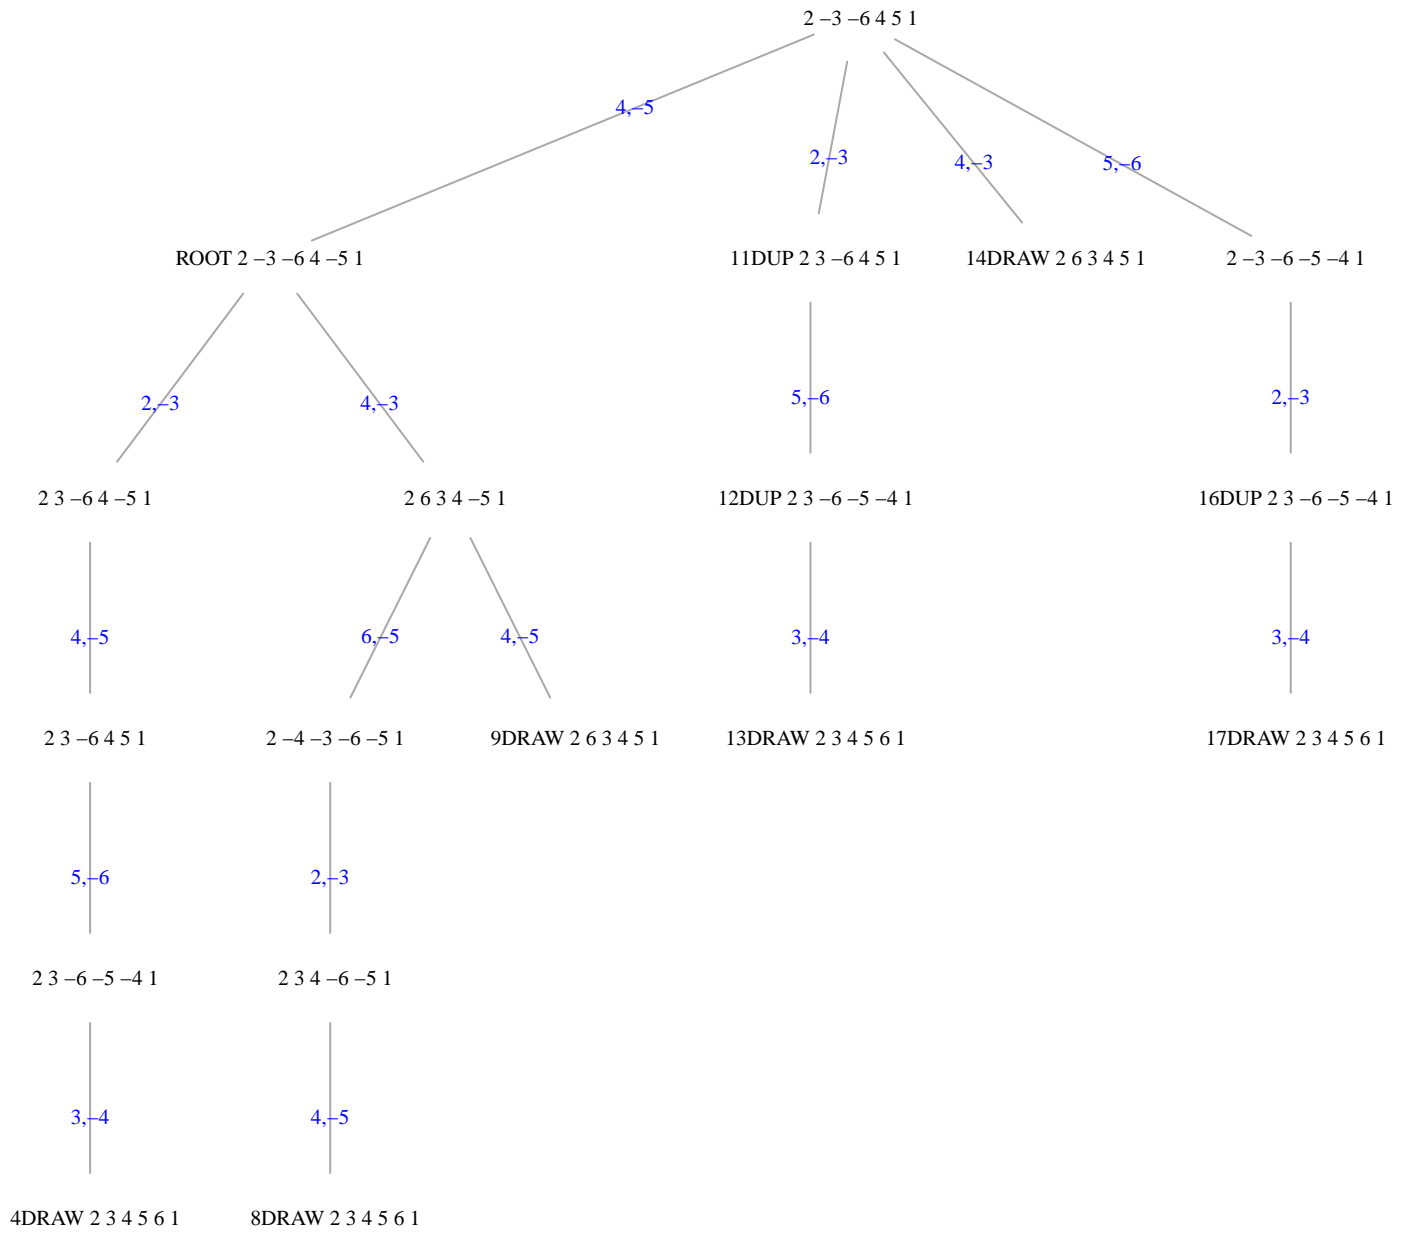 2 –3 –6 4 5 1
4,–5
2,–3
4,–3
5,–6
ROOT 2 –3 –6 4 –5 1
11DUP 2 3 –6 4 5 1
14DRAW 2 6 3 4 5 1
2 –3 –6 –5 –4 1
2,–3
4,–3
5,–6
2,–3
2 3 –6 4 –5 1
2 6 3 4 –5 1
12DUP 2 3 –6 –5 –4 1
16DUP 2 3 –6 –5 –4 1
4,–5
6,–5
4,–5
3,–4
3,–4
2 3 –6 4 5 1
2 –4 –3 –6 –5 1
9DRAW 2 6 3 4 5 1
13DRAW 2 3 4 5 6 1
17DRAW 2 3 4 5 6 1
5,–6
2,–3
2 3 –6 –5 –4 1
2 3 4 –6 –5 1
3,–4
4,–5
4DRAW 2 3 4 5 6 1
8DRAW 2 3 4 5 6 1